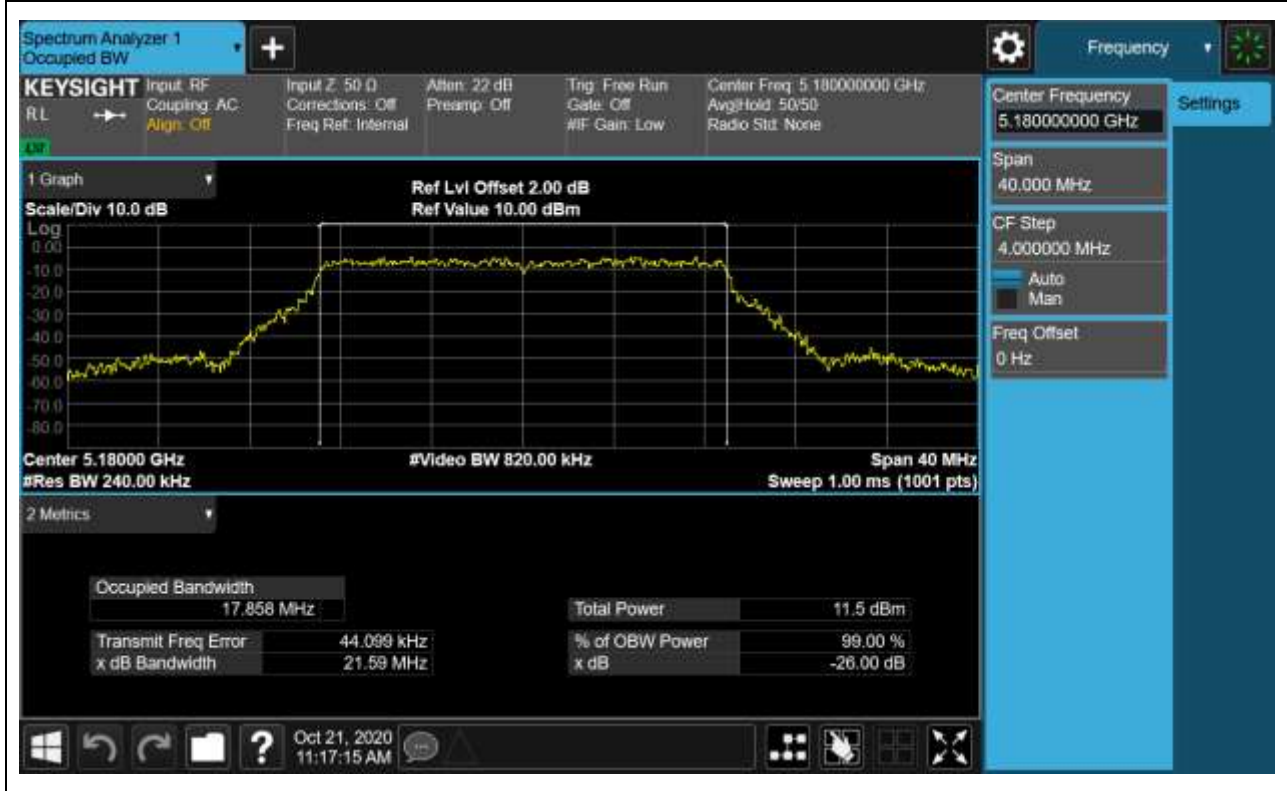 Spectrum Analyzer 1
Occupied BW
Frequency
KEYSIGHT
RL
Input: RF
Coupling: AC
Align: Off
Input Z: 50 Ω
Corrections: Off
Freq Ref: Internal
Atten: 22 dB
Preamp: Off
Trig: Free Run
Gate: Off
#IF Gain: Low
Center Freq: 5.180000000 GHz
Avg|Hold: 50/50
Radio Std: None
Center Frequency
5.180000000 GHz
Settings
Span
40.000 MHz
CF Step
4.000000 MHz
Auto
Man
Freq Offset
0 Hz
1 Graph
Scale/Div 10.0 dB
Ref Lvl Offset 2.00 dB
Ref Value 10.00 dBm
Log
0.00
-10.0
-20.0
-30.0
-40.0
-50.0
-60.0
-70.0
-80.0
Center 5.18000 GHz
#Video BW 820.00 kHz
Span 40 MHz
#Res BW 240.00 kHz
Sweep 1.00 ms (1001 pts)
2 Metrics
Occupied Bandwidth
17.858 MHz
Total Power 11.5 dBm
Transmit Freq Error 44.099 kHz
% of OBW Power 99.00 %
x dB Bandwidth 21.59 MHz
x dB -26.00 dB
?
Oct 21, 2020
11:17:15 AM